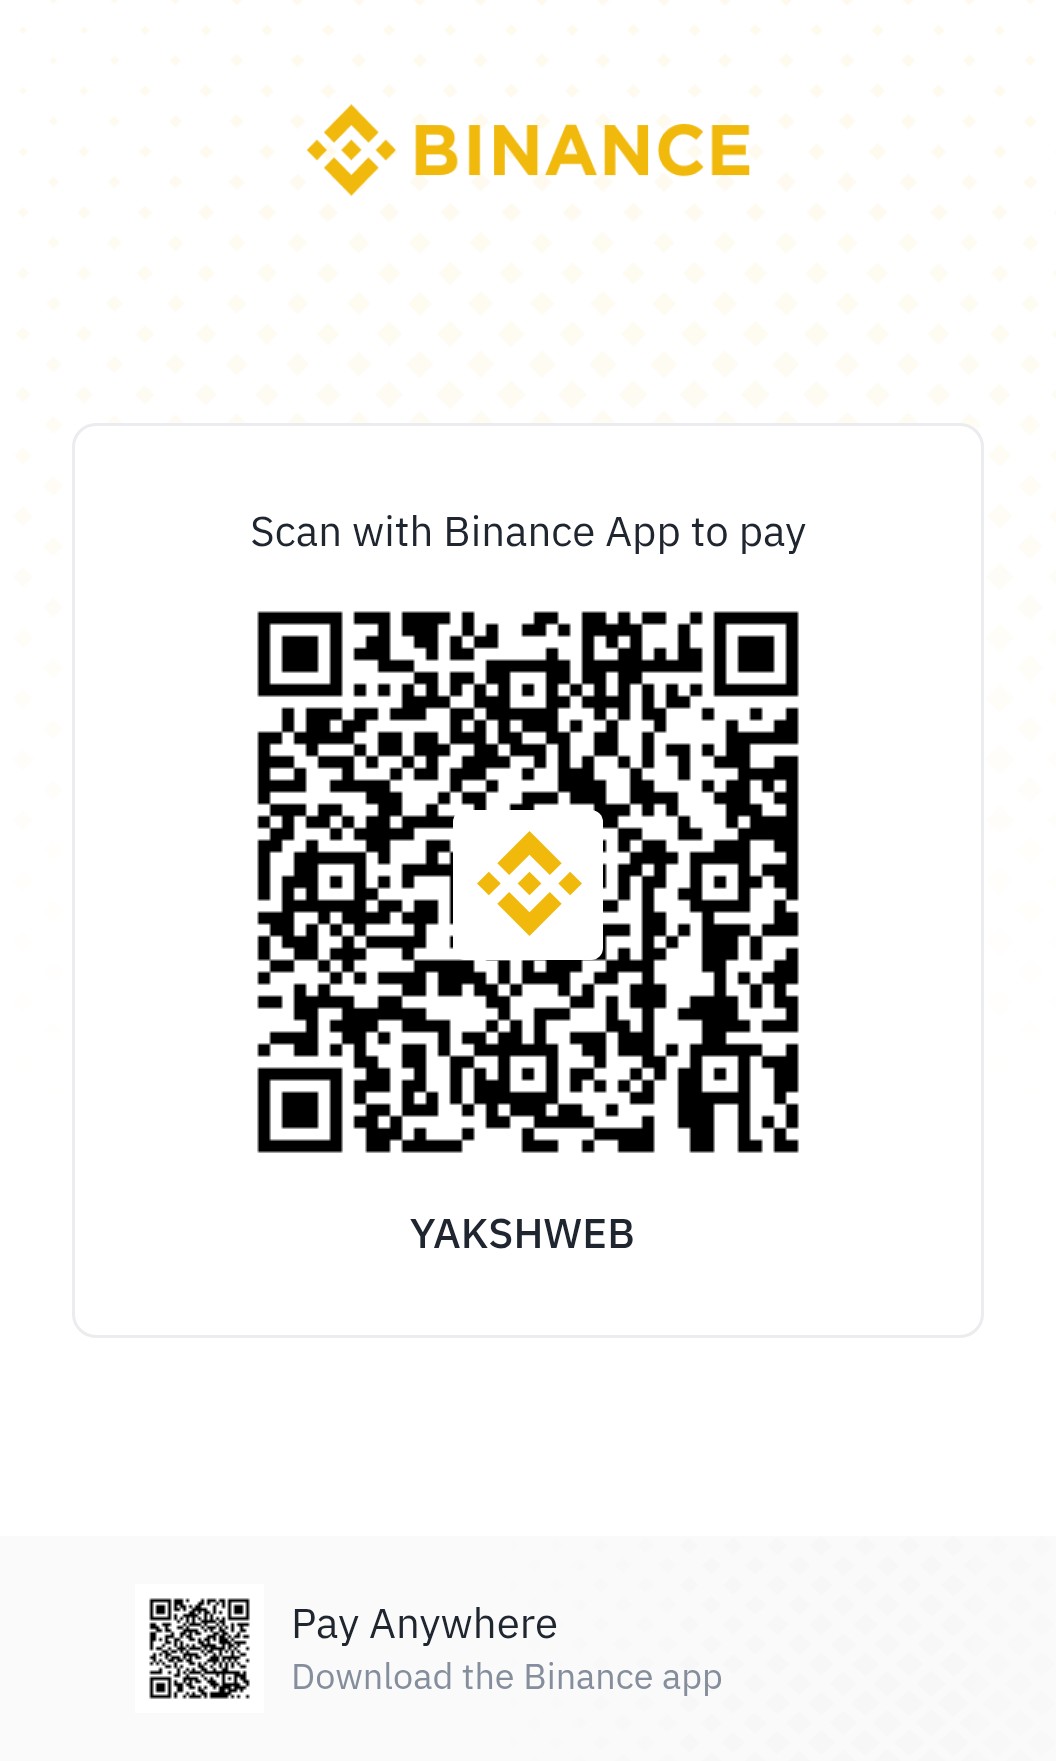 BINANCE
Scan with Binance App to pay
YAKSHWEB
Pay Anywhere
Download the Binance app